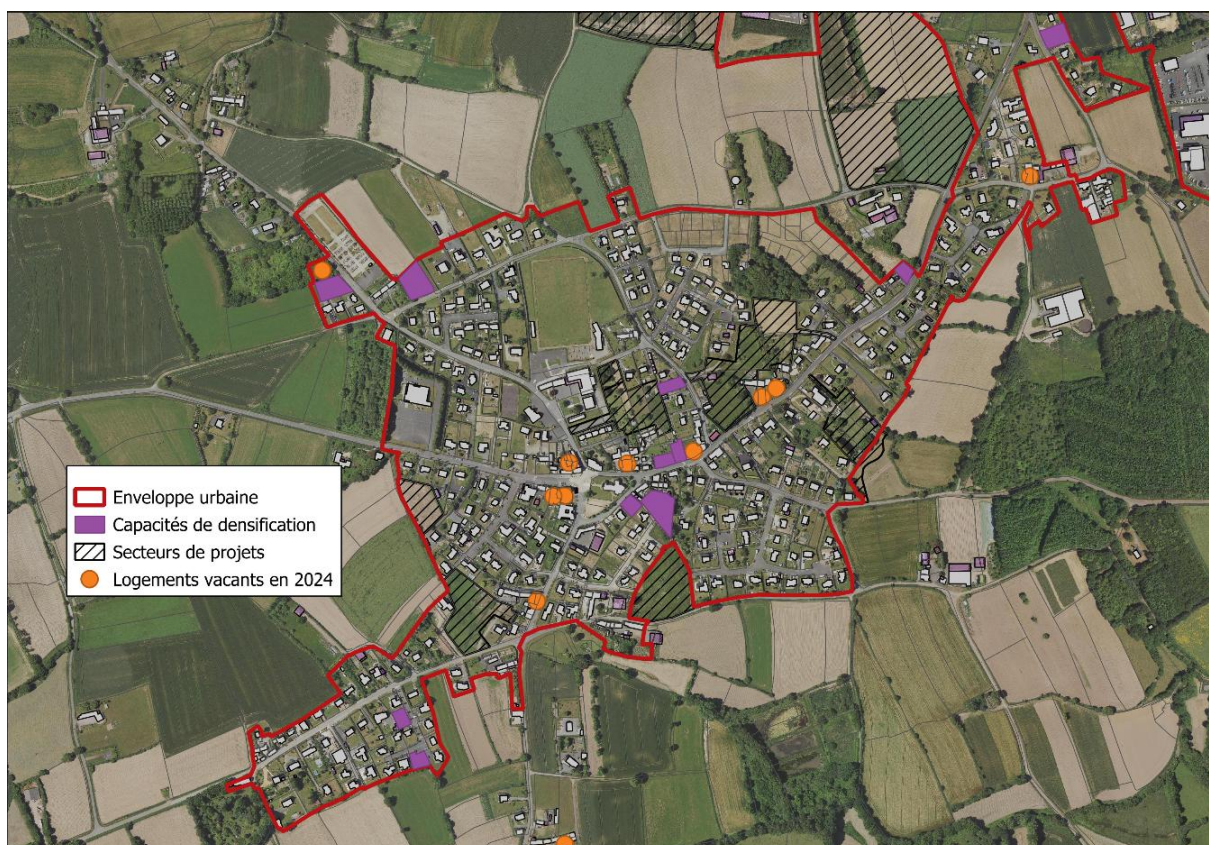 Enveloppe urbaine
Capacités de densification
Secteurs de projets
Logements vacants en 2024